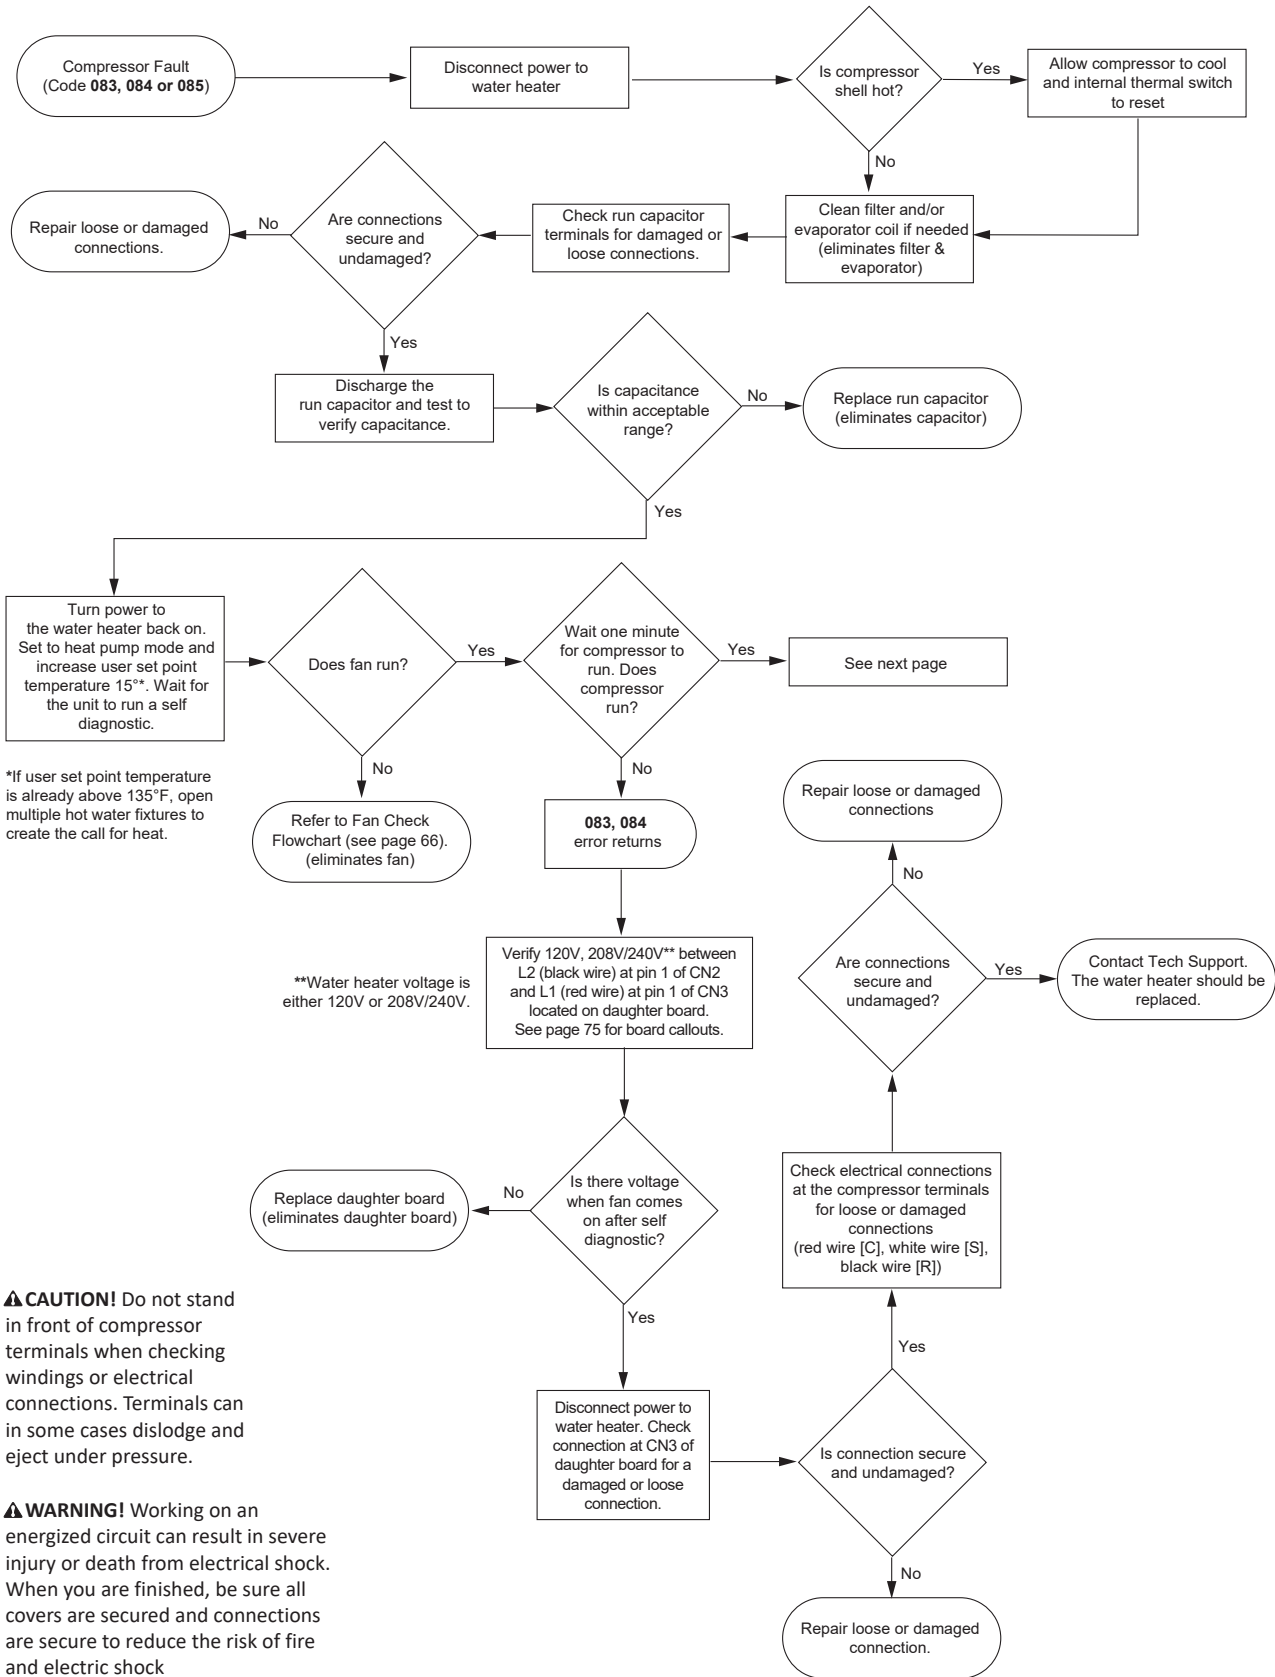 Compressor Fault
(Code 083, 084 or 085)
Disconnect power to
water heater
Is compressor
shell hot?
Yes
Allow compressor to cool
and internal thermal switch
to reset
No
Clean filter and/or
evaporator coil if needed
(eliminates filter &
evaporator)
Check run capacitor
terminals for damaged or
loose connections.
Are connections
secure and
undamaged?
No
Repair loose or damaged
connections.
Yes
Discharge the
run capacitor and test to
verify capacitance.
Is capacitance
within acceptable
range?
No
Replace run capacitor
(eliminates capacitor)
Yes
Turn power to
the water heater back on.
Set to heat pump mode and
increase user set point
temperature 15°*. Wait for
the unit to run a self
diagnostic.
*If user set point temperature
is already above 135°F, open
multiple hot water fixtures to
create the call for heat.
Does fan run?
No
Refer to Fan Check
Flowchart (see page 66).
(eliminates fan)
Yes
Wait one minute
for compressor to
run. Does
compressor
run?
Yes
See next page
No
083, 084
error returns
Verify 120V, 208V/240V** between
L2 (black wire) at pin 1 of CN2
and L1 (red wire) at pin 1 of CN3
located on daughter board.
See page 75 for board callouts.
**Water heater voltage is
either 120V or 208V/240V.
Is there voltage
when fan comes
on after self
diagnostic?
No
Replace daughter board
(eliminates daughter board)
Yes
Disconnect power to
water heater. Check
connection at CN3 of
daughter board for a
damaged or loose
connection.
Is connection secure
and undamaged?
No
Repair loose or damaged
connection.
Yes
Check electrical connections
at the compressor terminals
for loose or damaged
connections
(red wire [C], white wire [S],
black wire [R])
Are connections
secure and
undamaged?
No
Repair loose or damaged
connections
Yes
Contact Tech Support.
The water heater should be
replaced.
CAUTION! Do not stand
in front of compressor
terminals when checking
windings or electrical
connections. Terminals can
in some cases dislodge and
eject under pressure.
WARNING! Working on an
energized circuit can result in severe
injury or death from electrical shock.
When you are finished, be sure all
covers are secured and connections
are secure to reduce the risk of fire
and electric shock